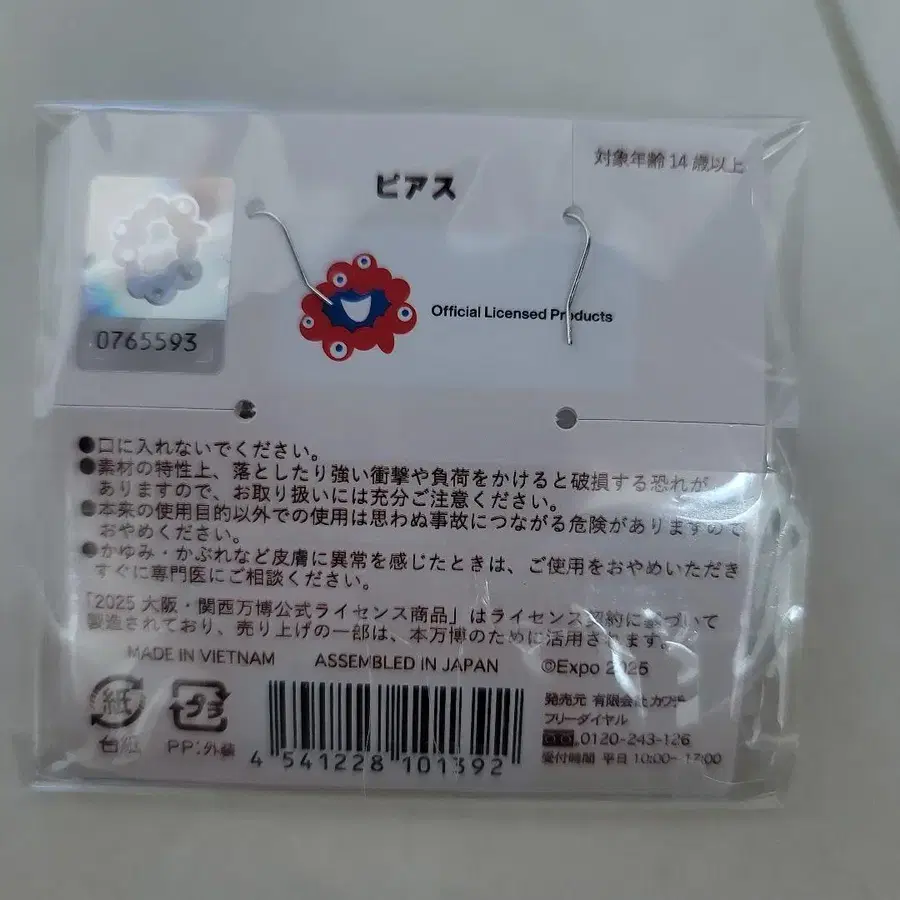 ピアス
対象年齢 14 歳以上
0765593
Official Licensed Products
●口に入れないでください。
●素材の特性上、落としたり強い衝撃や負荷をかけると破損する恐れが
ありますので、お取り扱いには充分ご注意ください。
●本来の使用目的以外での使用は思わぬ事故につながる危険がありますので
おやめください。
●かゆみ・かぶれなど皮膚に異常を感じたときは、ご使用をおやめいただき
すぐに専門医にご相談ください。
「2025 大阪・関西万博公式ライセンス商品」はライセンス契約に基づいて
製造されており、売り上げの一部は、本万博のために活用されます。
MADE IN VIETNAM ASSEMBLED IN JAPAN ©Expo 2025
紙 プラ
台紙 PP:外装
4 541228 101392
発売元 有限会社
フリーダイヤル
0120-243-126
受付時間 平日 10:00~17:00